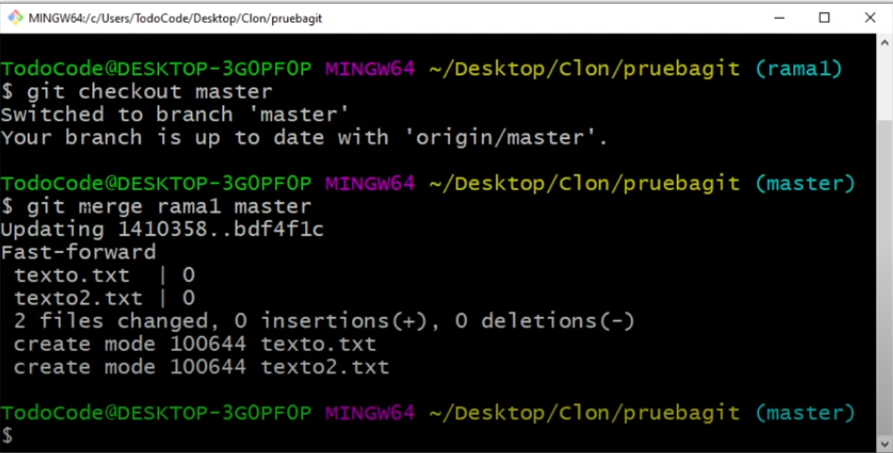 MINGW64:/c/Users/TodoCode/Desktop/Clon/pruebagit
TodoCode@DESKTOP-3G0PF0P MINGW64 ~/Desktop/Clon/pruebagit (rama1)
$ git checkout master
Switched to branch 'master'
Your branch is up to date with 'origin/master'.
TodoCode@DESKTOP-3G0PF0P MINGW64 ~/Desktop/Clon/pruebagit (master)
$ git merge rama1 master
Updating 1410358..bdf4f1c
Fast-forward
texto.txt | 0
texto2.txt | 0
2 files changed, 0 insertions(+), 0 deletions(-)
create mode 100644 texto.txt
create mode 100644 texto2.txt
TodoCode@DESKTOP-3G0PF0P MINGW64 ~/Desktop/Clon/pruebagit (master)
$